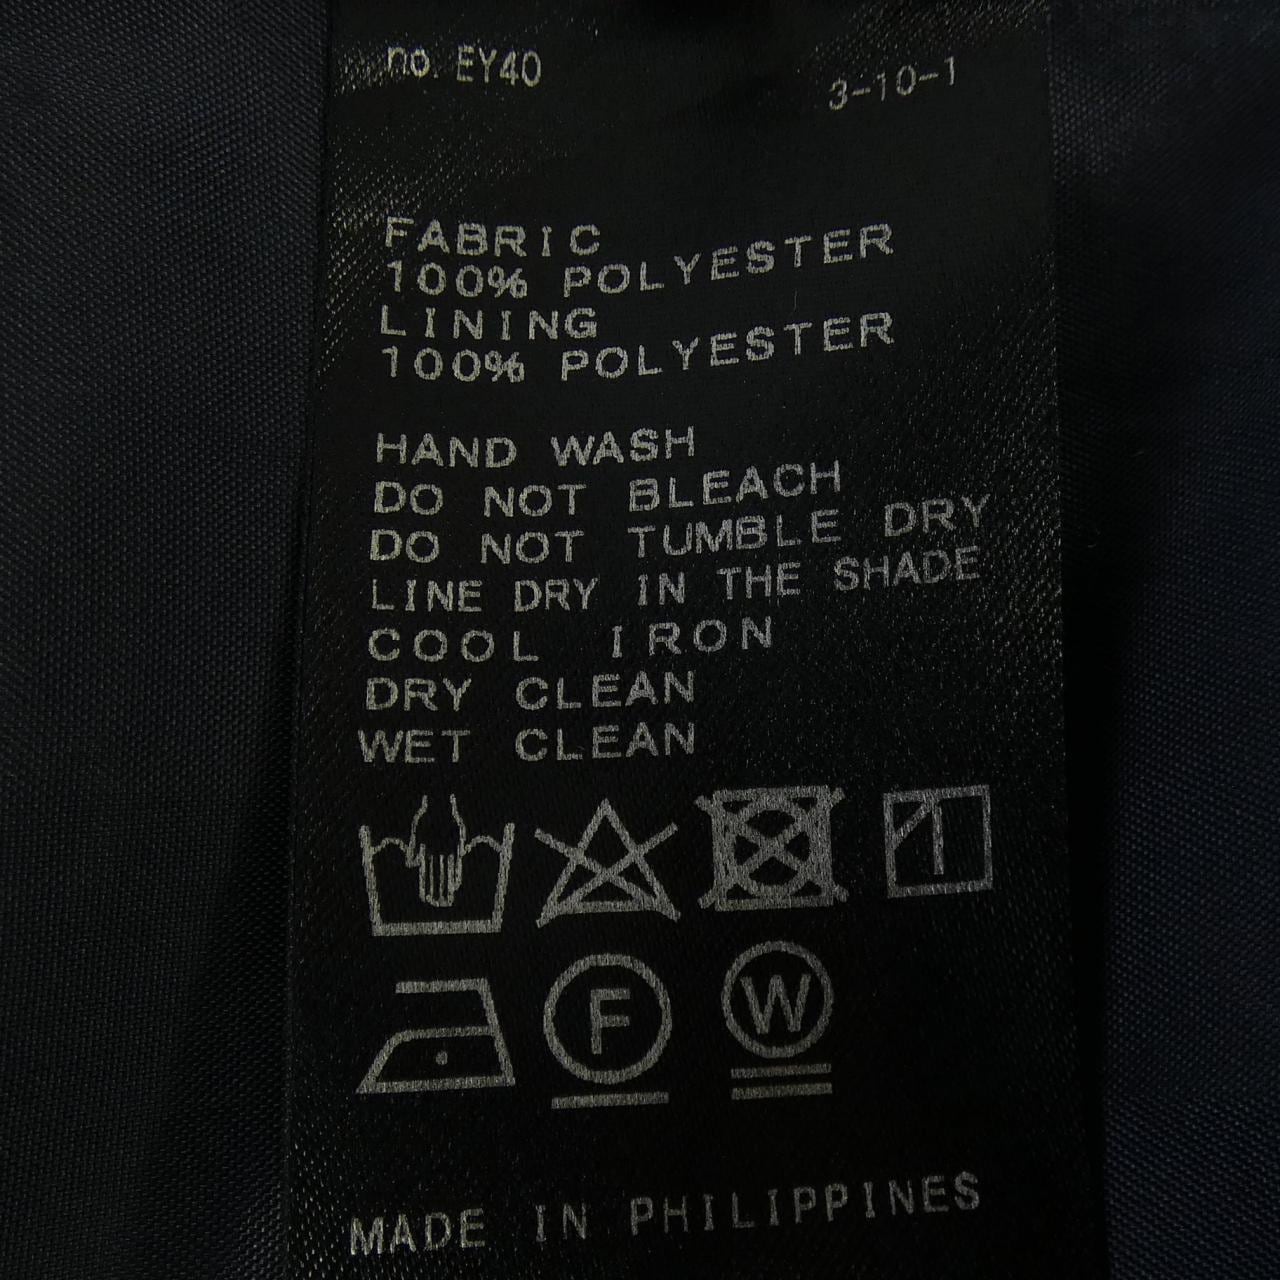 no. EY40
3-10-1
FABRIC
100% POLYESTER
LINING
100% POLYESTER
HAND WASH
DO NOT BLEACH
DO NOT TUMBLE DRY
LINE DRY IN THE SHADE
COOL IRON
DRY CLEAN
WET CLEAN
F W
MADE IN PHILIPPINES